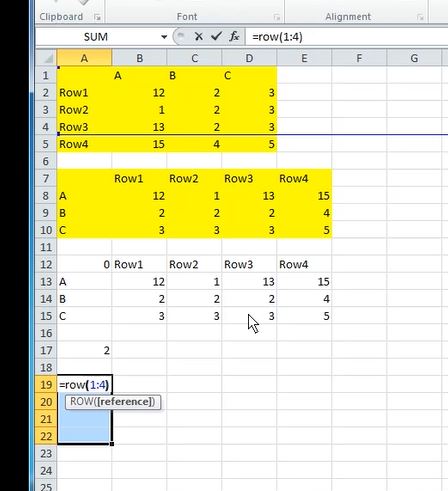 Clipboard Font Alignment
SUM =row(1:4)
A B C D E F G
1 A B C
2 Row1 12 2 3
3 Row2 1 2 3
4 Row3 13 2 3
5 Row4 15 4 5
6
7 Row1 Row2 Row3 Row4
8 A 12 1 13 15
9 B 2 2 2 4
10 C 3 3 3 5
11
12 0 Row1 Row2 Row3 Row4
13 A 12 1 13 15
14 B 2 2 2 4
15 C 3 3 3 5
16
17 2
18
19 =row(1:4)
20 ROW([reference])
21
22
23
24
25